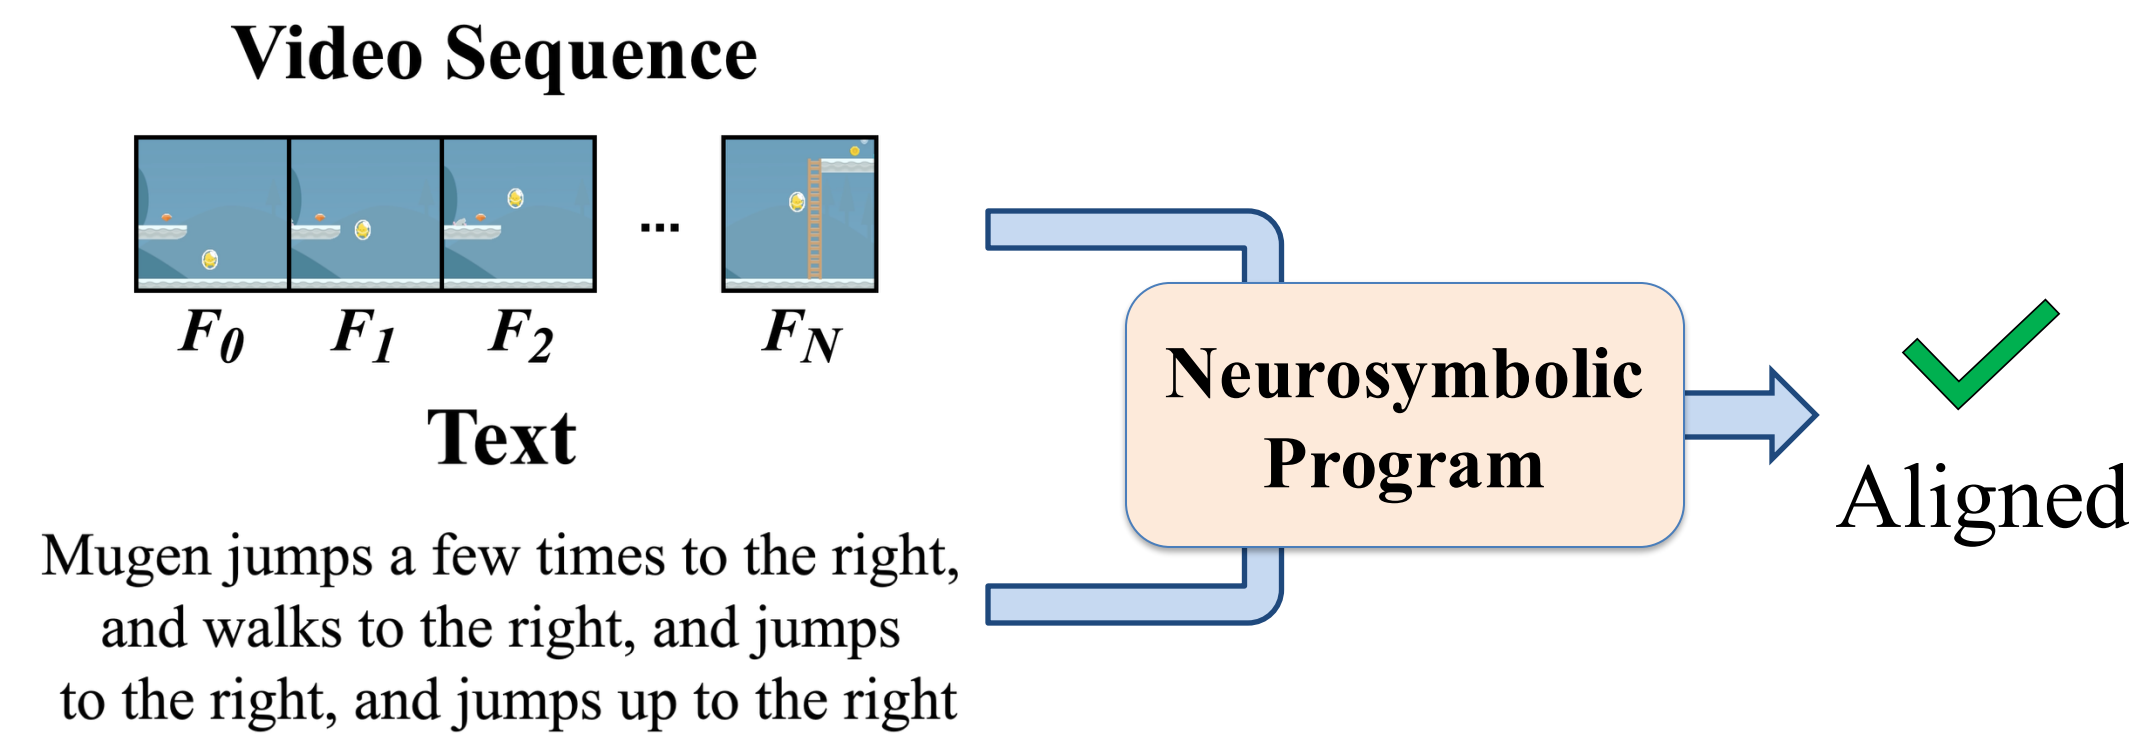 Video Sequence
...
F0 F1 F2 FN
Text
Mugen jumps a few times to the right,
and walks to the right, and jumps
to the right, and jumps up to the right
Neurosymbolic
Program
Aligned